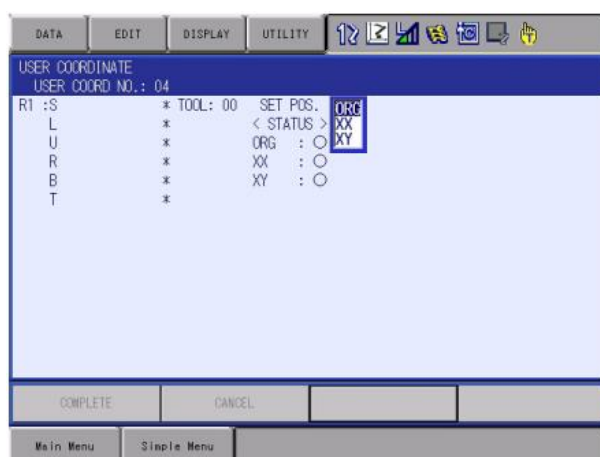 DATA EDIT DISPLAY UTILITY
USER COORDINATE
USER COORD NO.: 04
R1 :S * TOOL: 00 SET POS. ORG
L * < STATUS > XX
U * ORG : ○ XY
R * XX : ○
B * XY : ○
T *
COMPLETE CANCEL
Main Menu Simple Menu